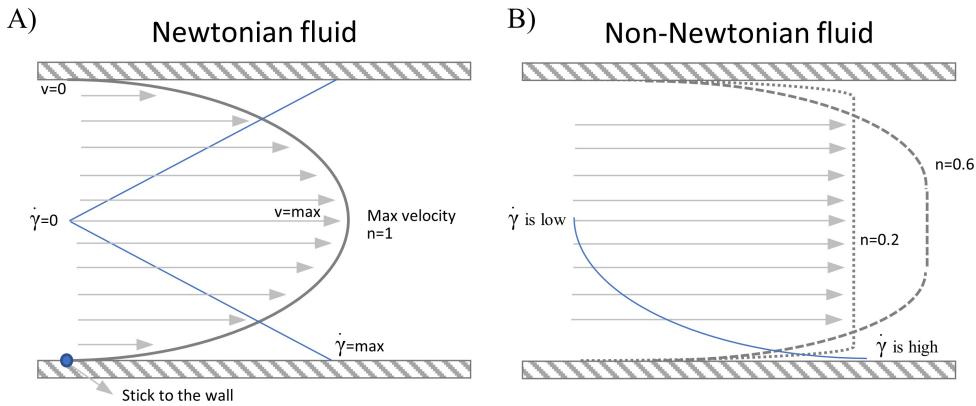 A)
Newtonian fluid
v=0
γ̇=0
v=max
Max velocity
n=1
γ̇=max
Stick to the wall
B)
Non-Newtonian fluid
n=0.6
γ̇ is low
n=0.2
γ̇ is high